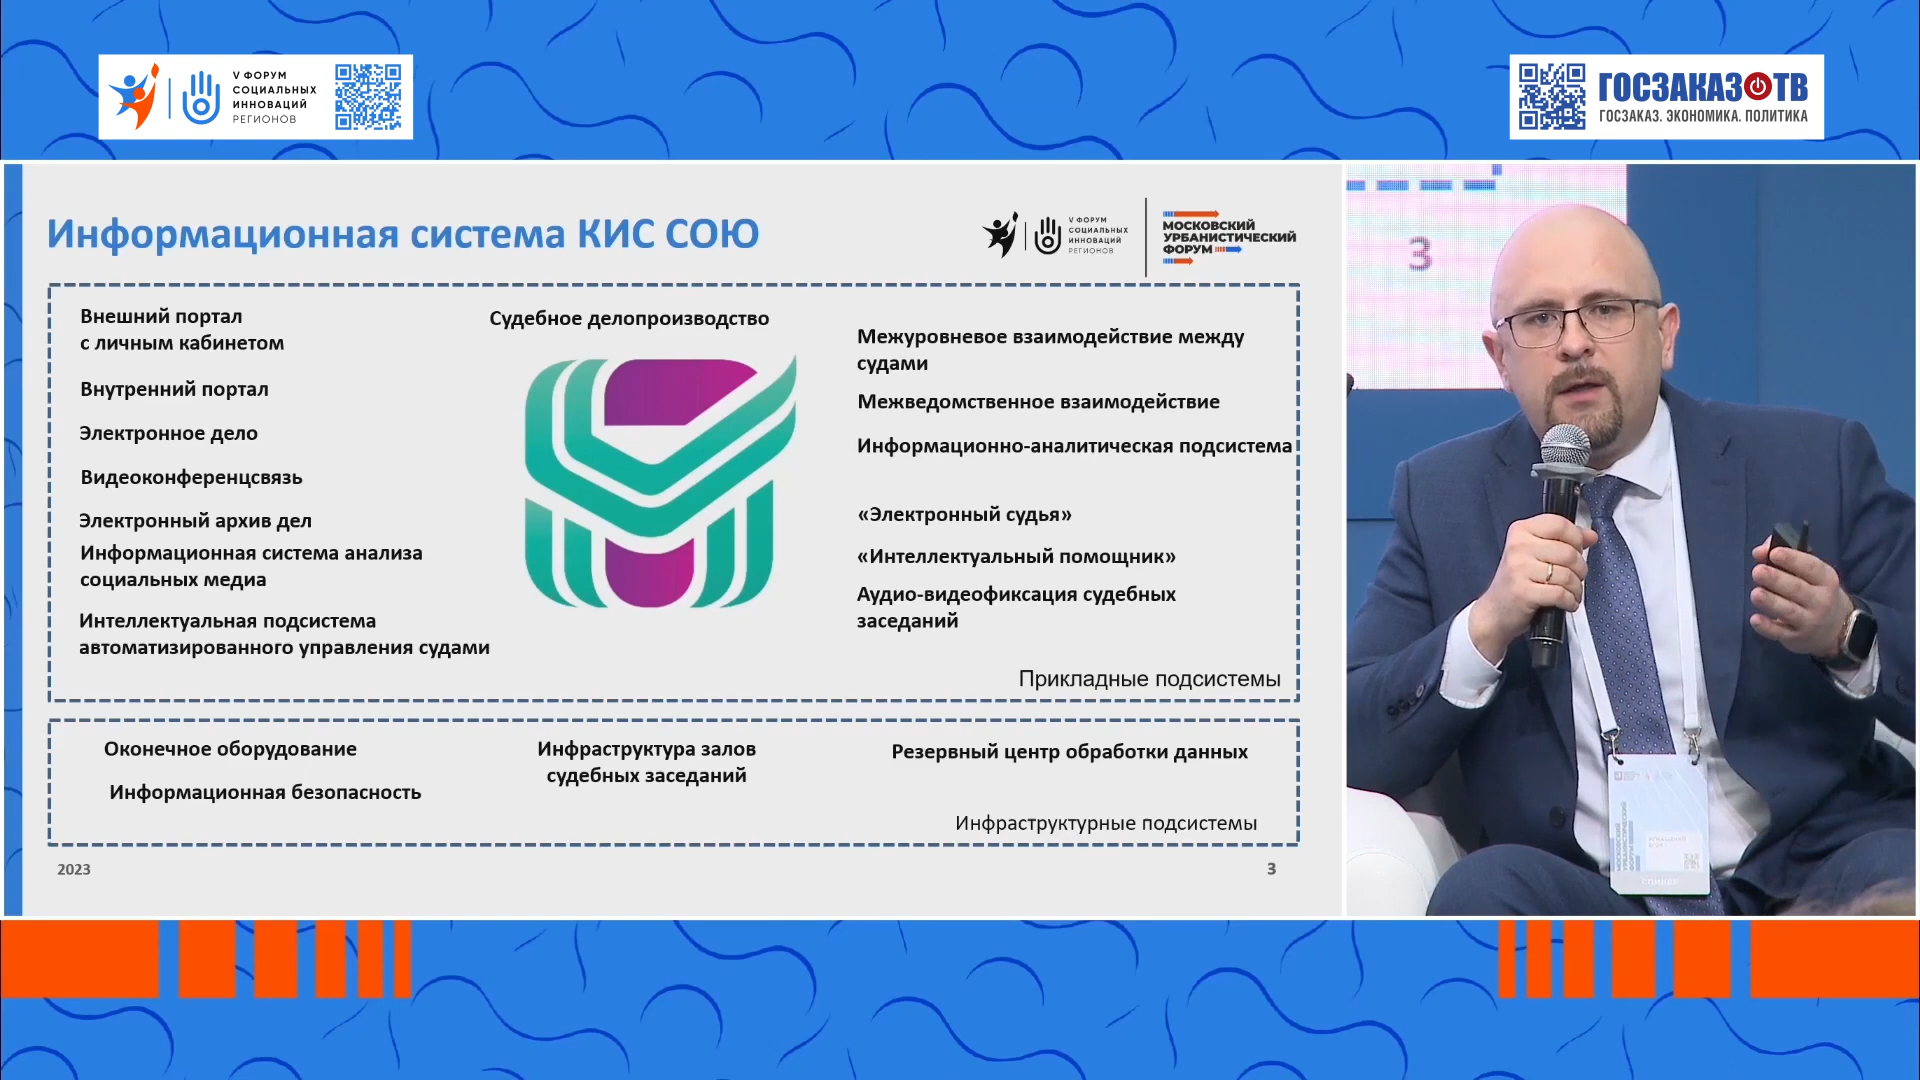 V ФОРУМ
СОЦИАЛЬНЫХ
ИННОВАЦИЙ
РЕГИОНОВ
ГОСЗАКАЗ ТВ
ГОСЗАКАЗ. ЭКОНОМИКА. ПОЛИТИКА
Информационная система КИС СОЮ
V ФОРУМ
СОЦИАЛЬНЫХ
ИННОВАЦИЙ
РЕГИОНОВ
МОСКОВСКИЙ
УРБАНИСТИЧЕСКИЙ
ФОРУМ
Внешний портал
с личным кабинетом
Внутренний портал
Электронное дело
Видеоконференцсвязь
Электронный архив дел
Информационная система анализа
социальных медиа
Интеллектуальная подсистема
автоматизированного управления судами
Судебное делопроизводство
Межуровневое взаимодействие между
судами
Межведомственное взаимодействие
Информационно-аналитическая подсистема
«Электронный судья»
«Интеллектуальный помощник»
Аудио-видеофиксация судебных
заседаний
Прикладные подсистемы
Оконечное оборудование
Информационная безопасность
Инфраструктура залов
судебных заседаний
Резервный центр обработки данных
Инфраструктурные подсистемы
2023
3
3
МОСКОВСКИЙ
УРБАНИСТИЧЕСКИЙ
ФОРУМ
СПИКЕР